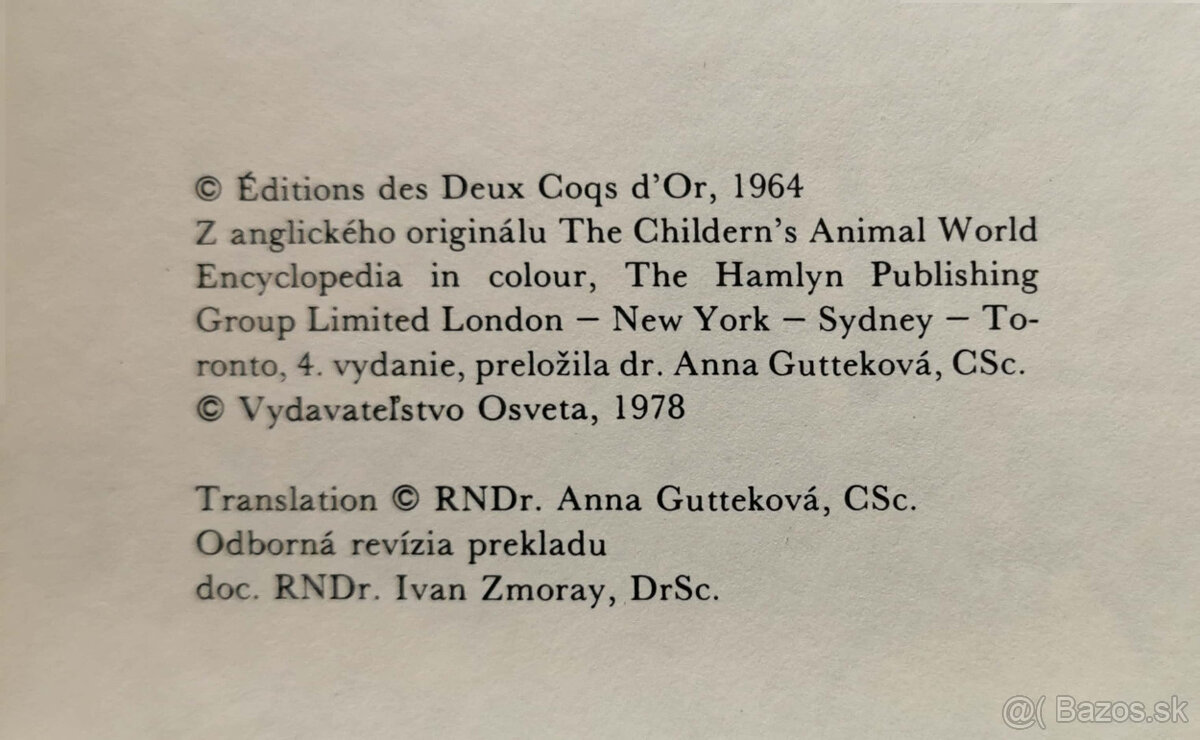 © Éditions des Deux Coqs d’Or, 1964
Z anglického originálu The Childern’s Animal World
Encyclopedia in colour, The Hamlyn Publishing
Group Limited London — New York — Sydney — To-
ronto, 4. vydanie, preložila dr. Anna Gutteková, CSc.
© Vydavateľstvo Osveta, 1978
Translation © RNDr. Anna Gutteková, CSc.
Odborná revízia prekladu
doc. RNDr. Ivan Zmoray, DrSc.
@( Bazos.sk